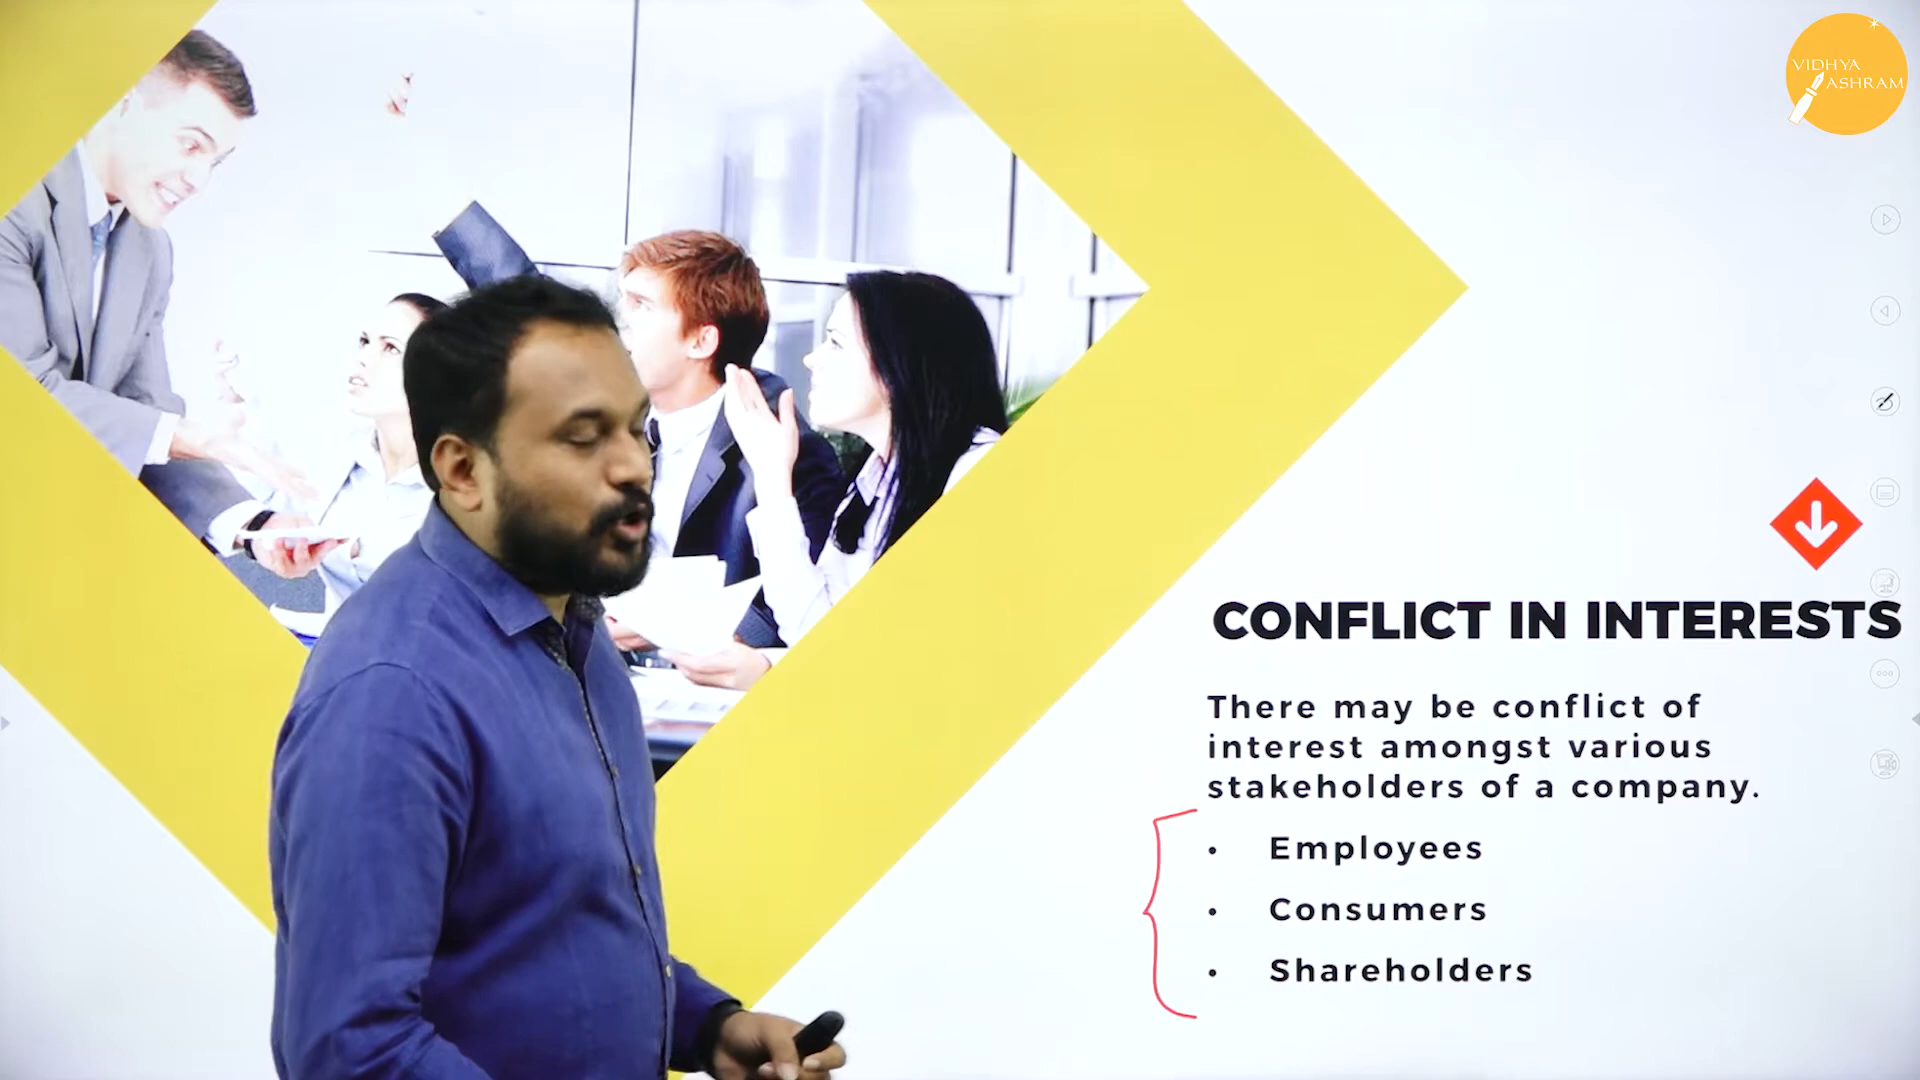 VIDHYA
ASHRAM
CONFLICT IN INTERESTS
There may be conflict of
interest amongst various
stakeholders of a company.
• Employees
• Consumers
• Shareholders